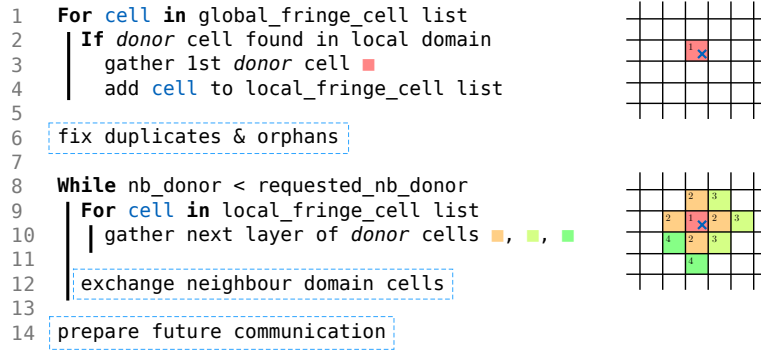 1 For cell in global_fringe_cell list
2 If donor cell found in local domain
3 gather 1st donor cell
4 add cell to local_fringe_cell list
5
6 fix duplicates & orphans
7
8 While nb_donor < requested_nb_donor
9 For cell in local_fringe_cell list
10 gather next layer of donor cells , ,
11
12 exchange neighbour domain cells
13
14 prepare future communication
1
2 3
2 1 2 3
4 2 3
4